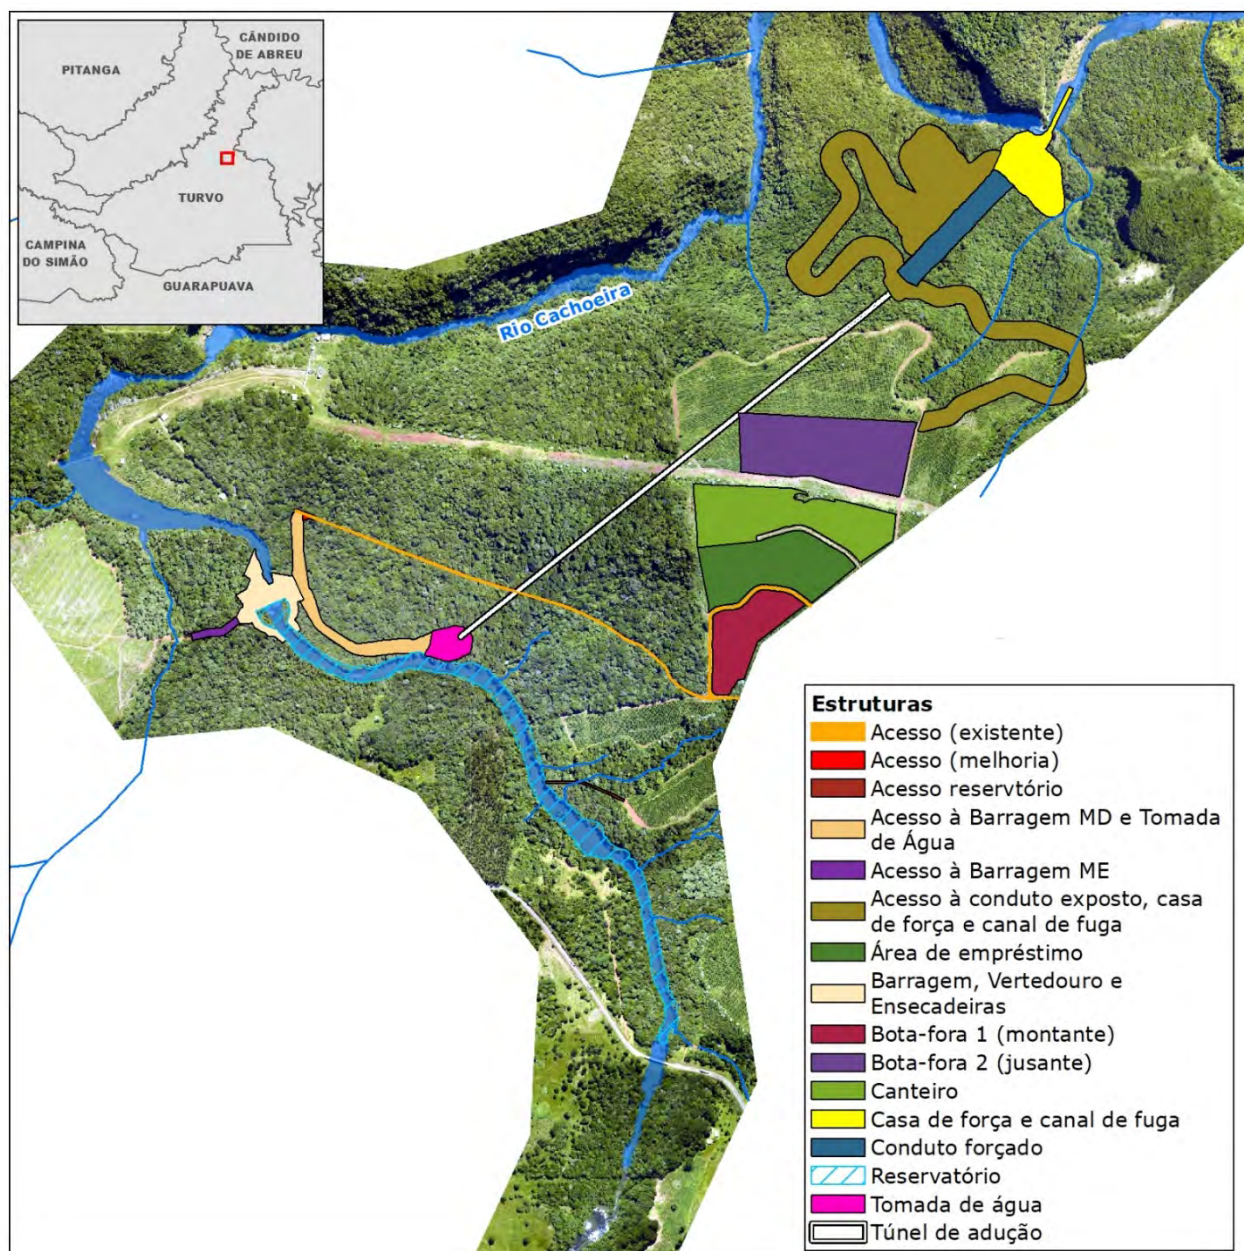 CÂNDIDO
DE ABREU
PITANGA
TURVO
CAMPINA
DO SIMÃO
GUARAPUAVA
Rio Cachoeira
Estruturas
Acesso (existente)
Acesso (melhoria)
Acesso reservtório
Acesso à Barragem MD e Tomada
de Água
Acesso à Barragem ME
Acesso à conduto exposto, casa
de força e canal de fuga
Área de empréstimo
Barragem, Vertedouro e
Ensecadeiras
Bota-fora 1 (montante)
Bota-fora 2 (jusante)
Canteiro
Casa de força e canal de fuga
Conduto forçado
Reservatório
Tomada de água
Túnel de adução